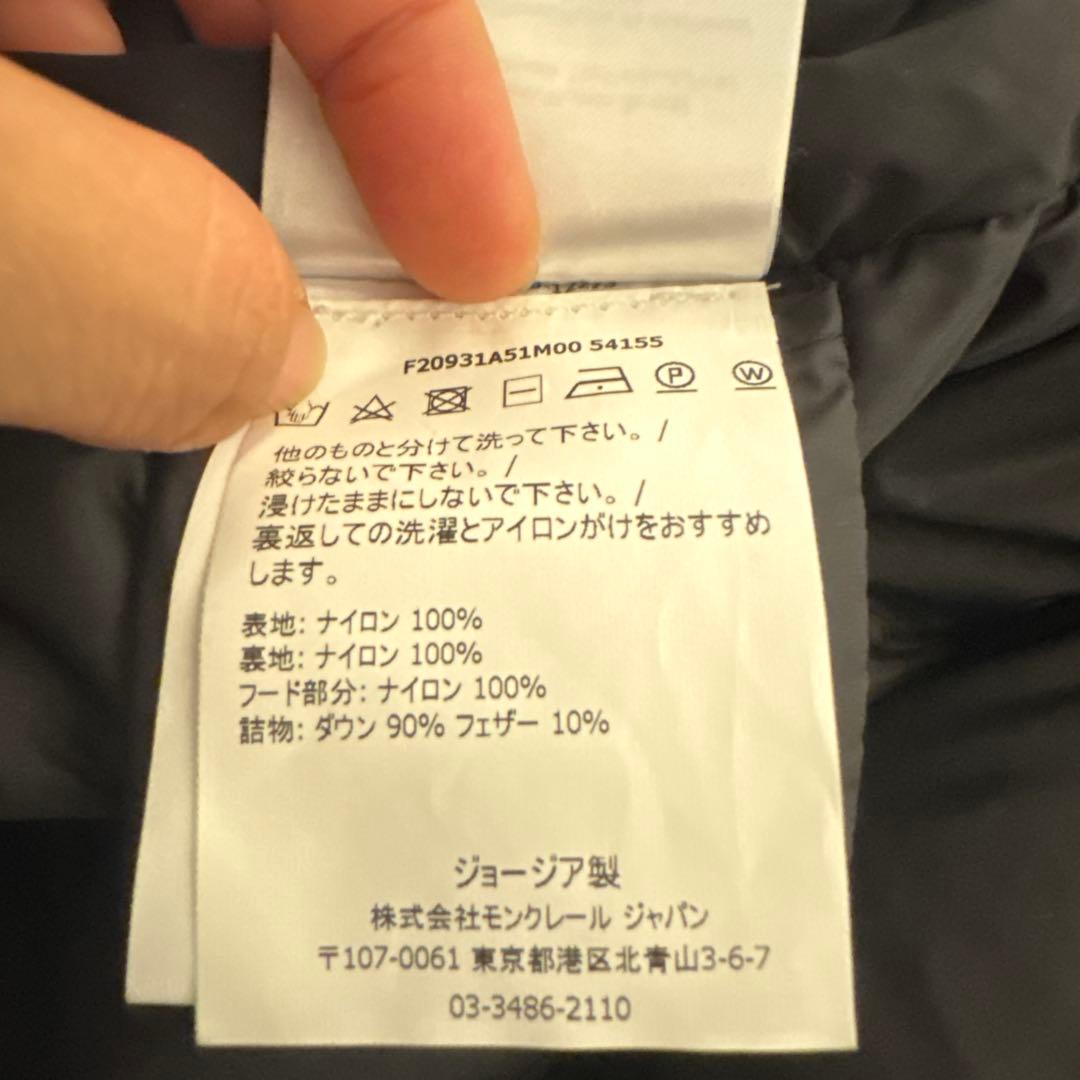 F20931A51M00 54155
P W
他のものと分けて洗って下さい。/
絞らないで下さい。/
浸けたままにしないで下さい。/
裏返しての洗濯とアイロンがけをおすすめ
します。
表地: ナイロン 100%
裏地: ナイロン 100%
フード部分: ナイロン 100%
詰物: ダウン 90% フェザー 10%
ジョージア製
株式会社モンクレール ジャパン
〒107-0061 東京都港区北青山3-6-7
03-3486-2110